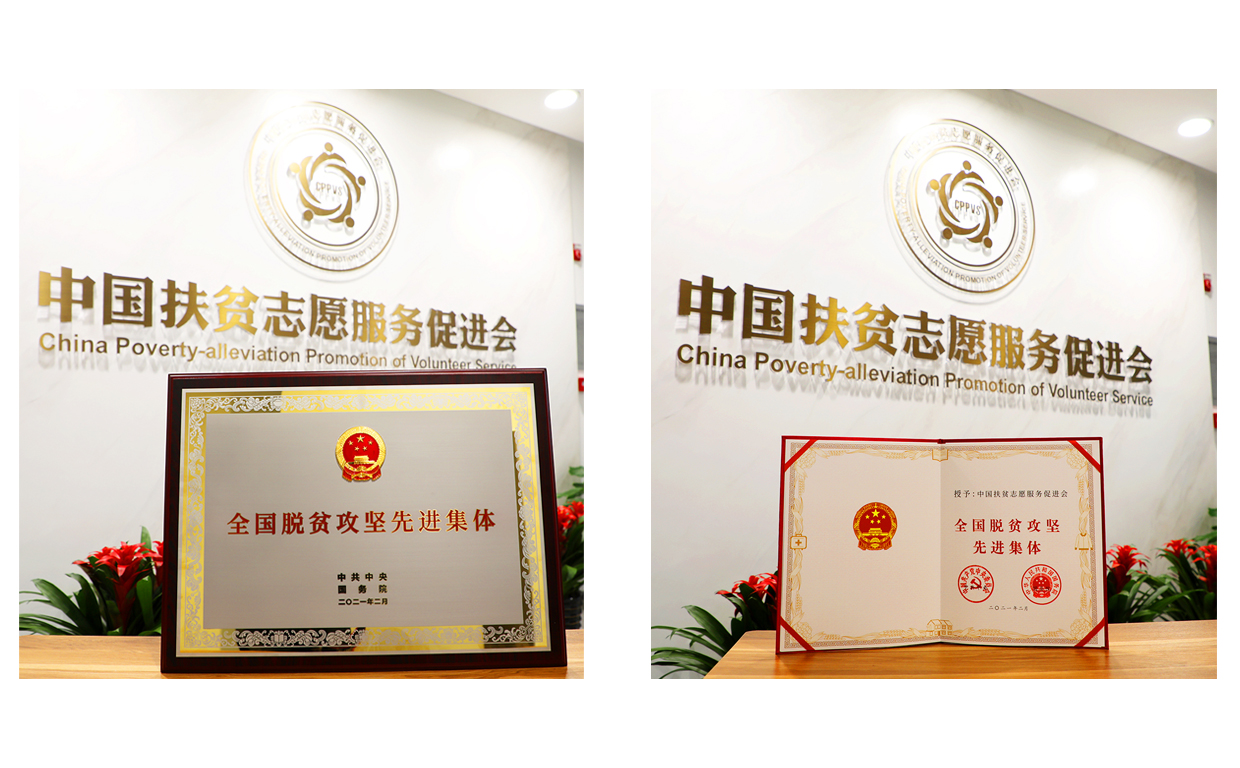 CPPVS
中国扶贫志愿服务促进会
China Poverty-alleviation Promotion of Volunteer Service
全国脱贫攻坚先进集体
中共中央
国务院
二〇二一年二月
CPPVS
中国扶贫志愿服务促进会
China Poverty-alleviation Promotion of Volunteer Service
授予：中国扶贫志愿服务促进会
全国脱贫攻坚
先进集体
二〇二一年二月